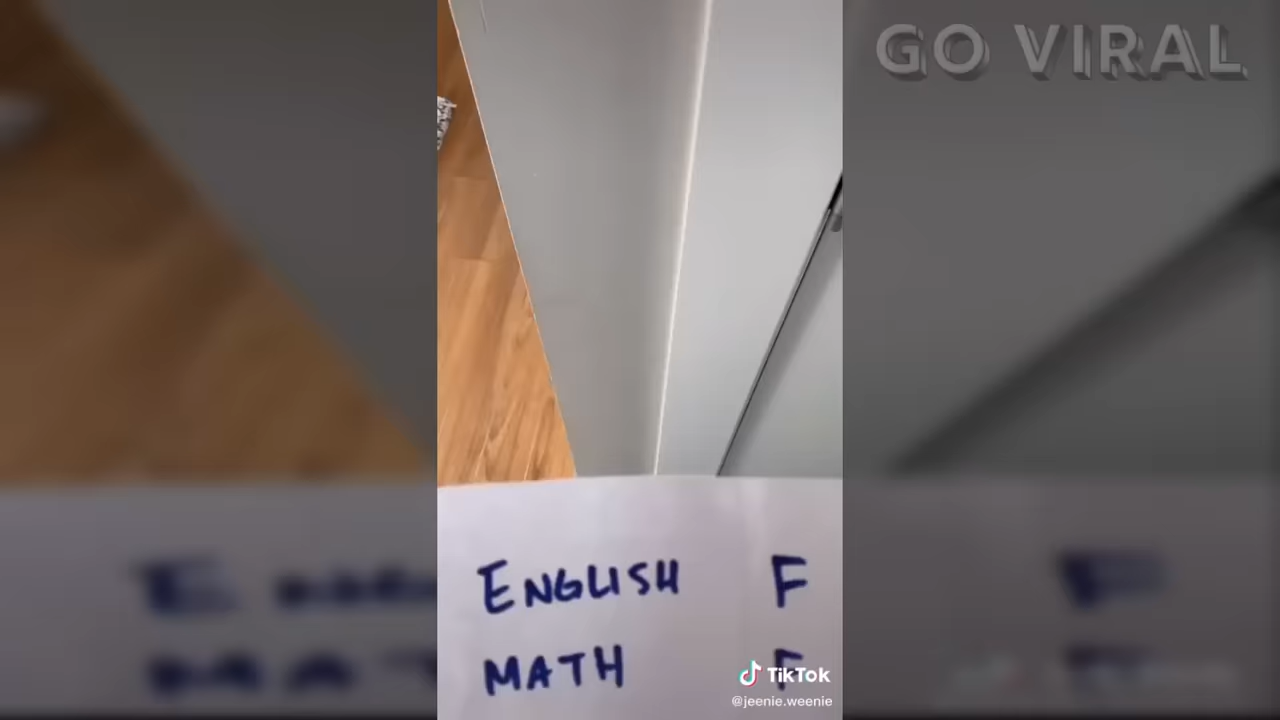 GO VIRAL
ENGLISH F
MATH F
TikTok
@jeenie.weenie